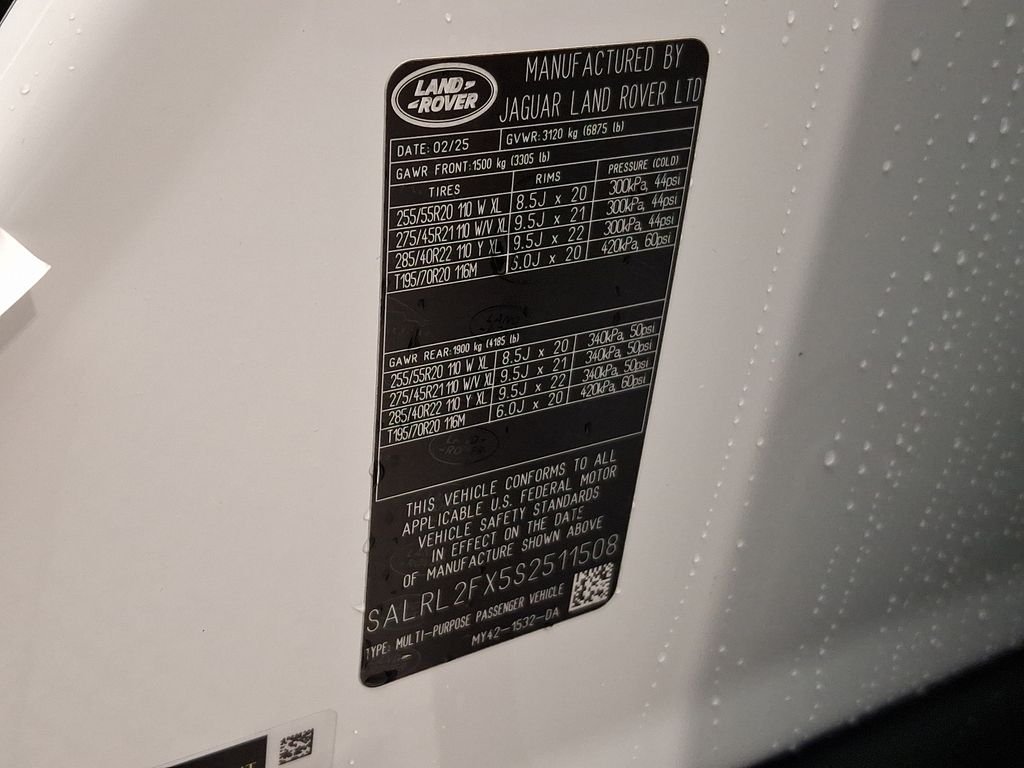 LAND-
-ROVER
MANUFACTURED BY
JAGUAR LAND ROVER LTD
DATE: 02/25 GVWR: 3120 kg (6875 lb)
GAWR FRONT: 1500 kg (3305 lb)
TIRES RIMS PRESSURE (COLD)
255/55R20 110 W XL 8.5J x 20 300kPa, 44psi
275/45R21 110 W/V XL 9.5J x 21 300kPa, 44psi
285/40R22 110 Y XL 9.5J x 22 300kPa, 44psi
T195/70R20 116M .0J x 20 420kPa, 60psi
GAWR REAR: 1900 kg (4185 lb)
255/55R20 110 W XL 8.5J x 20 340kPa, 50psi
275/45R21 110 W/V XL 9.5J x 21 340kPa, 50psi
285/40R22 110 Y XL 9.5J x 22 340kPa, 50psi
T195/70R20 116M 6.0J x 20 420kPa, 60psi
THIS VEHICLE CONFORMS TO ALL
APPLICABLE U.S. FEDERAL MOTOR
VEHICLE SAFETY STANDARDS
IN EFFECT ON THE DATE
OF MANUFACTURE SHOWN ABOVE
SALRL2FX5S2511508
TYPE: MULTI-PURPOSE PASSENGER VEHICLE
MY42-1532-DA